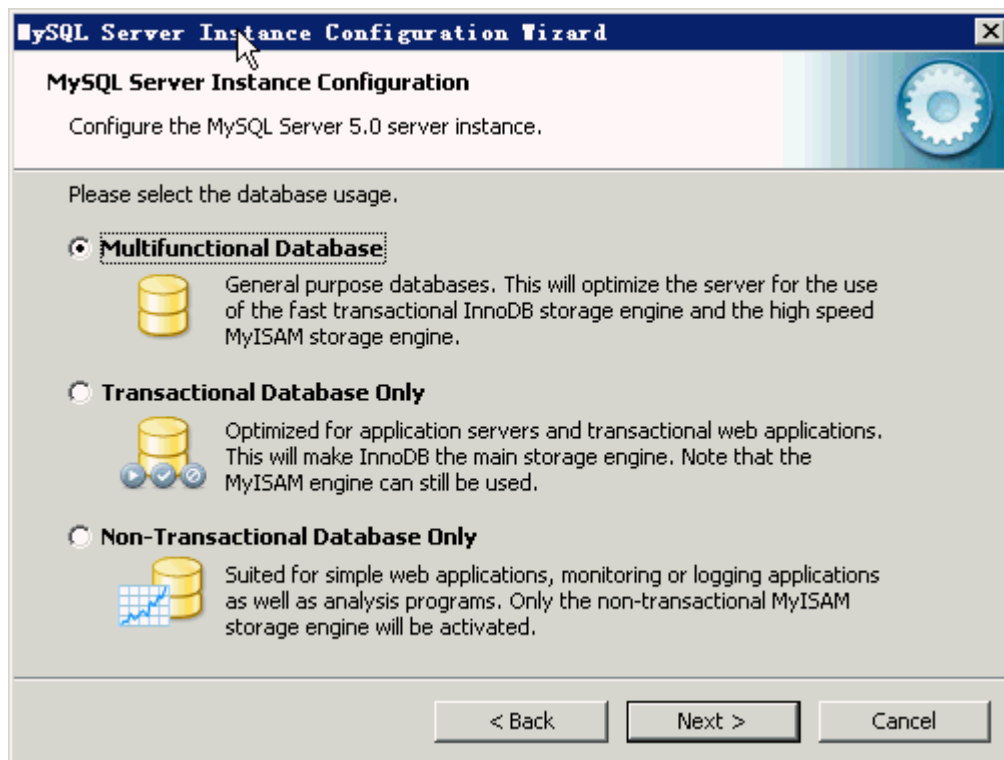 MySQL Server Instance Configuration Wizard
MySQL Server Instance Configuration
Configure the MySQL Server 5.0 server instance.
Please select the database usage.
Multifunctional Database
General purpose databases. This will optimize the server for the use
of the fast transactional InnoDB storage engine and the high speed
MyISAM storage engine.
Transactional Database Only
Optimized for application servers and transactional web applications.
This will make InnoDB the main storage engine. Note that the
MyISAM engine can still be used.
Non-Transactional Database Only
Suited for simple web applications, monitoring or logging applications
as well as analysis programs. Only the non-transactional MyISAM
storage engine will be activated.
< Back
Next >
Cancel